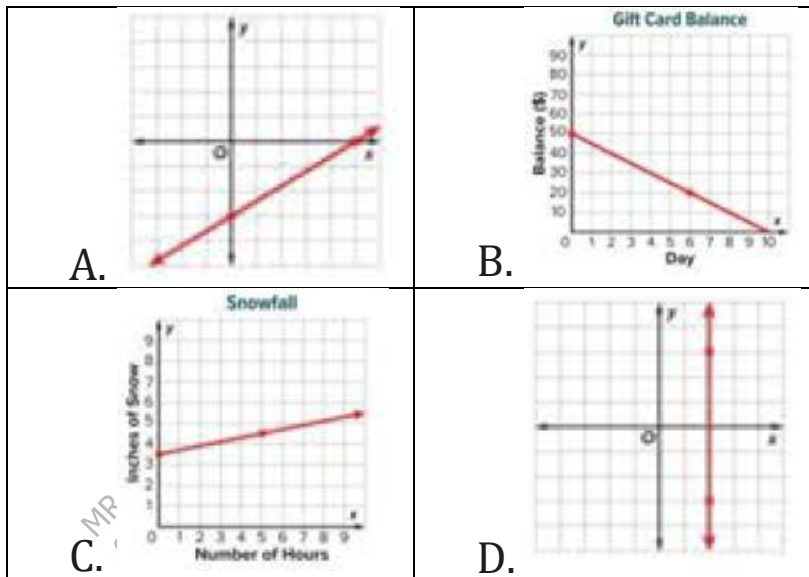 y
O
x
A.
Gift Card Balance
y
90
80
70
60
50
40
30
20
10
Balance ($)
x
0 1 2 3 4 5 6 7 8 9 10
Day
B.
Snowfall
y
9
8
7
6
5
4
3
2
1
Inches of Snow
x
0 1 2 3 4 5 6 7 8 9
Number of Hours
MR
C.
y
O
x
D.